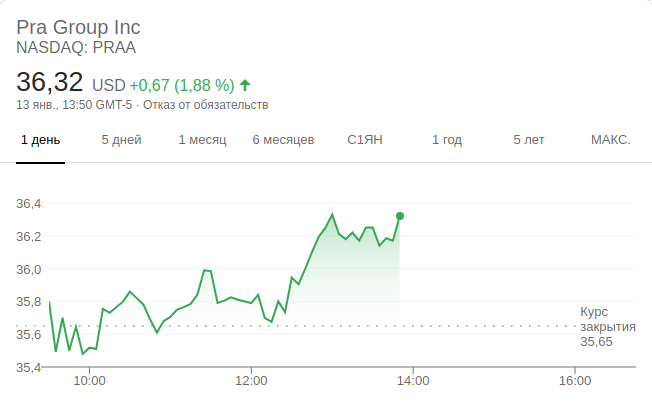 Pra Group Inc
NASDAQ: PRAA
36,32 USD +0,67 (1,88 %)
13 янв., 13:50 GMT-5 · Отказ от обязательств
1 день 5 дней 1 месяц 6 месяцев С1ЯН 1 год 5 лет МАКС.
36,4
36,2
36,0
35,8
Курс
закрытия
35,65
35,6
35,4
10:00 12:00 14:00 16:00